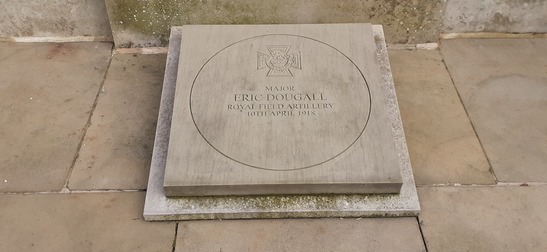 MAJOR
ERIC DOUGALL
ROYAL FIELD ARTILLERY
10TH APRIL 1918